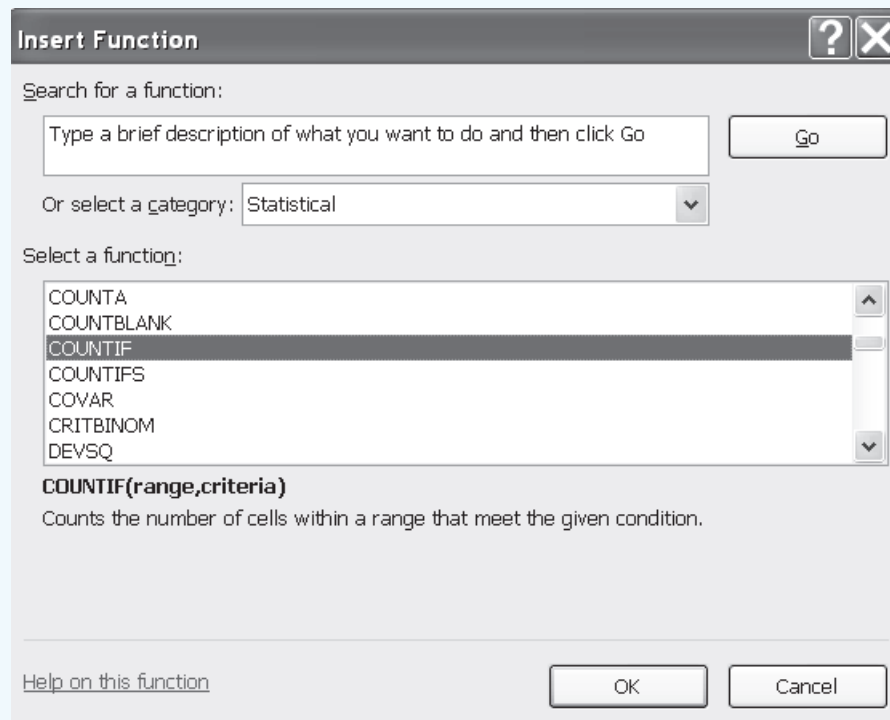 Insert Function
Search for a function:
Type a brief description of what you want to do and then click Go
Go
Or select a category: Statistical
Select a function:
COUNTA
COUNTBLANK
COUNTIF
COUNTIFS
COVAR
CRITBINOM
DEVSQ
COUNTIF(range,criteria)
Counts the number of cells within a range that meet the given condition.
Help on this function
OK
Cancel